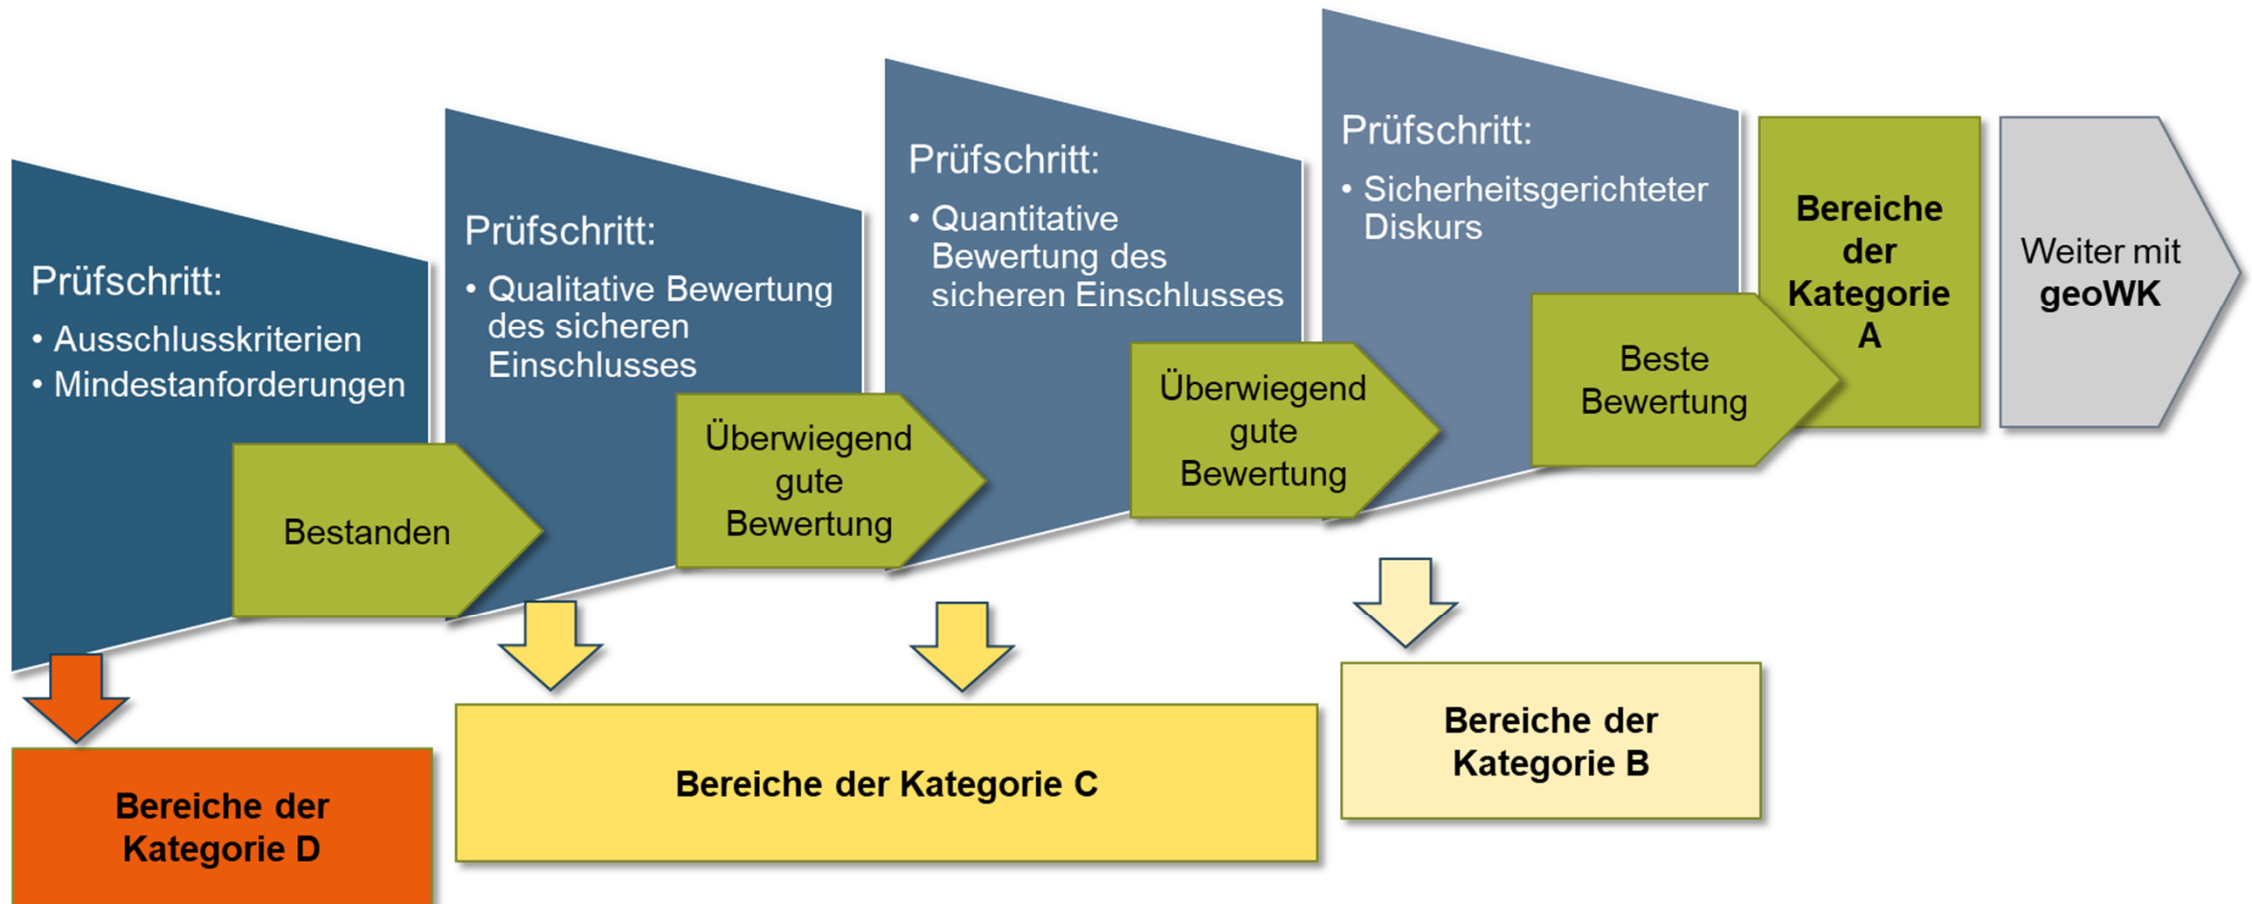 Prüfschritt:
• Ausschlusskriterien
• Mindestanforderungen
Bestanden
Bereiche der
Kategorie D
Prüfschritt:
• Qualitative Bewertung
des sicheren
Einschlusses
Überwiegend
gute
Bewertung
Prüfschritt:
• Quantitative
Bewertung des
sicheren Einschlusses
Überwiegend
gute
Bewertung
Bereiche der Kategorie C
Prüfschritt:
• Sicherheitsgerichteter
Diskurs
Beste
Bewertung
Bereiche der
Kategorie B
Bereiche
der
Kategorie
A
Weiter mit
geoWK